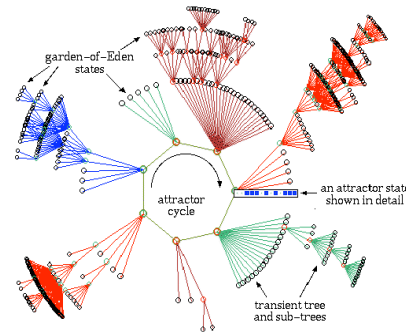 garden-of-Eden
states
attractor
cycle
an attractor state
shown in detail
transient tree
and sub-trees